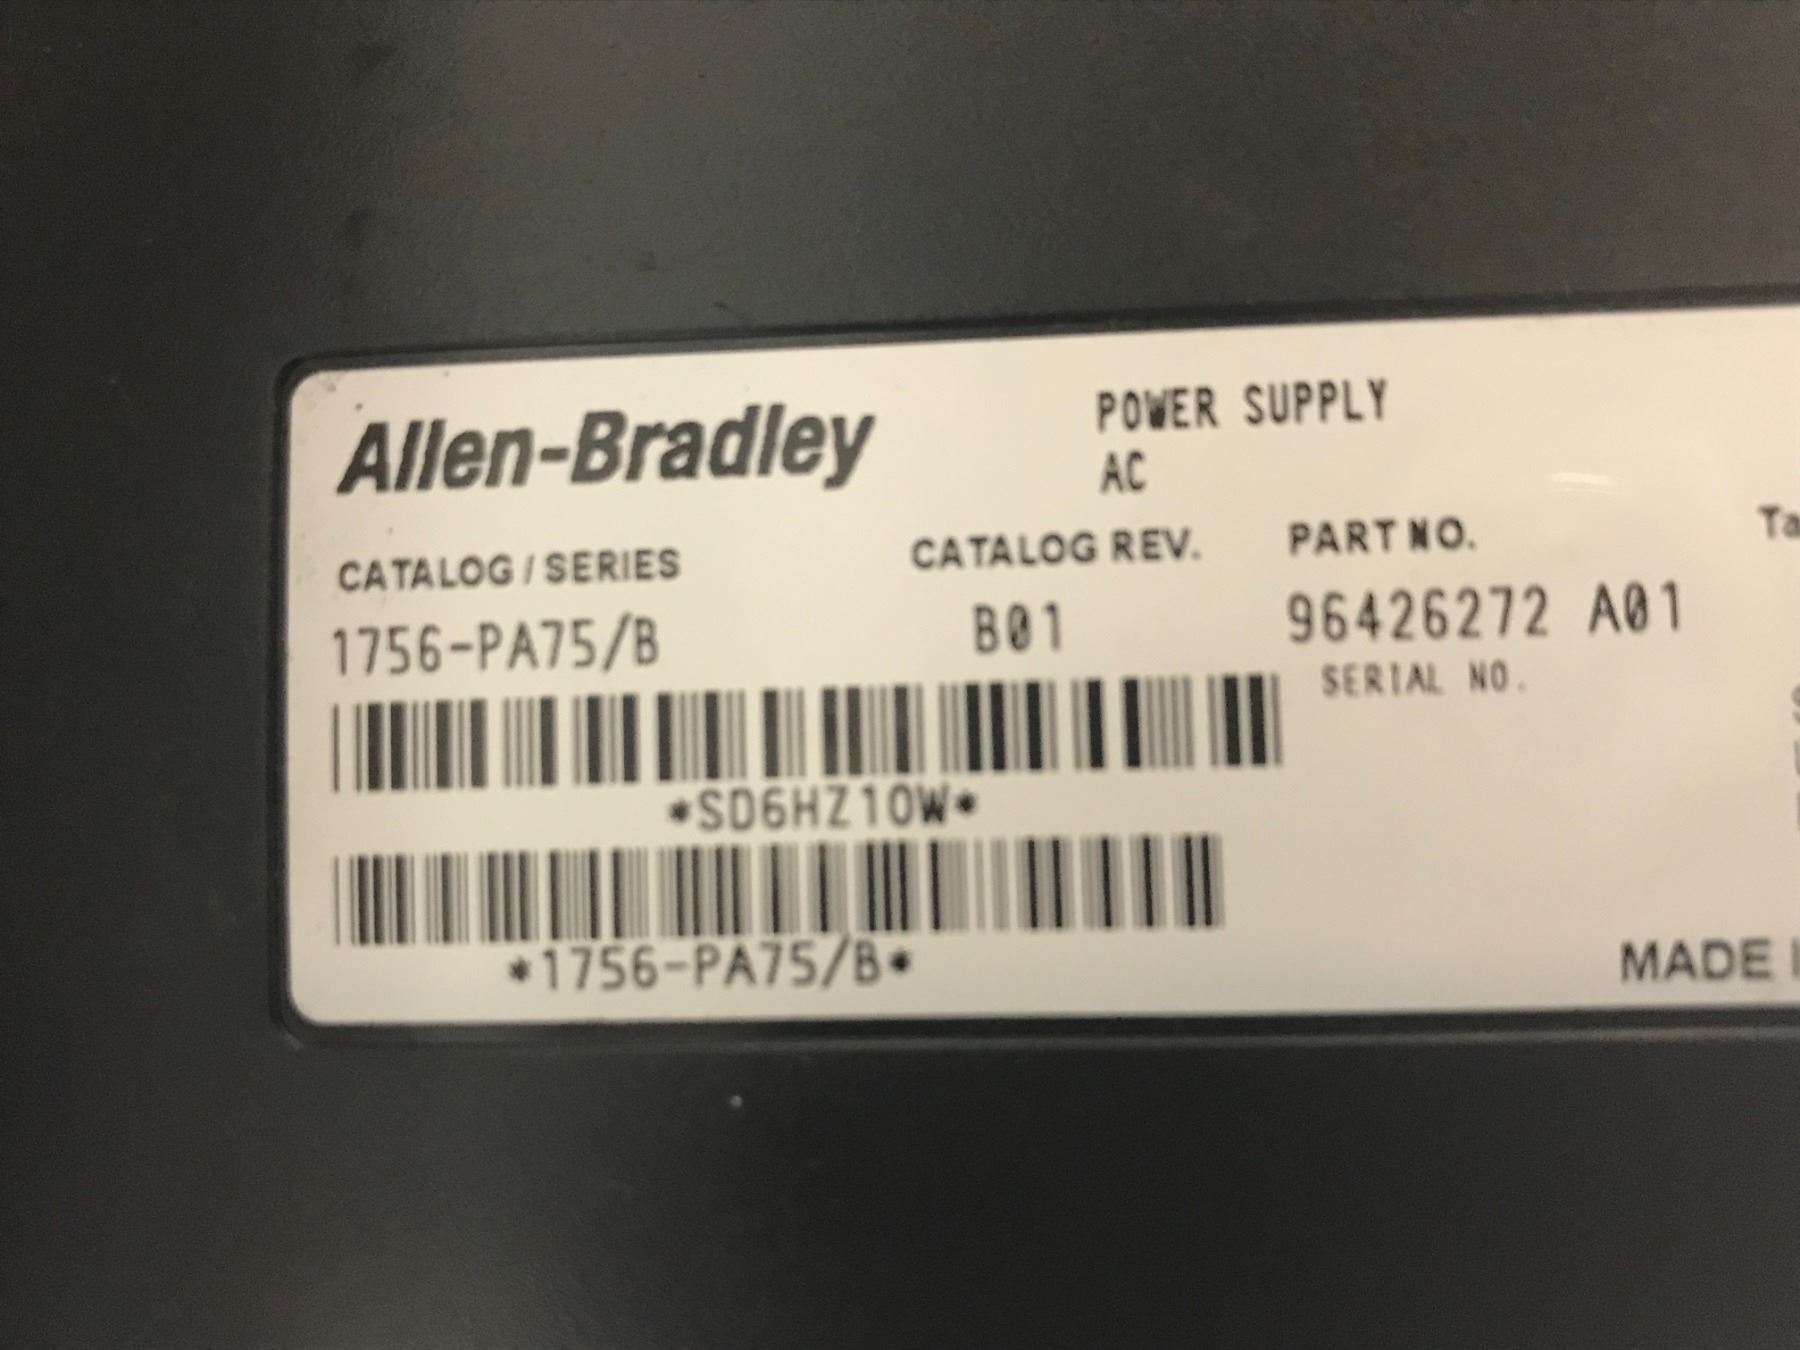 Allen-Bradley
POWER SUPPLY
AC
CATALOG / SERIES
CATALOG REV.
PART NO.
Ta
1756-PA75/B
B01
96426272 A01
SERIAL NO.
*SD6HZ10W*
*1756-PA75/B*
MADE I